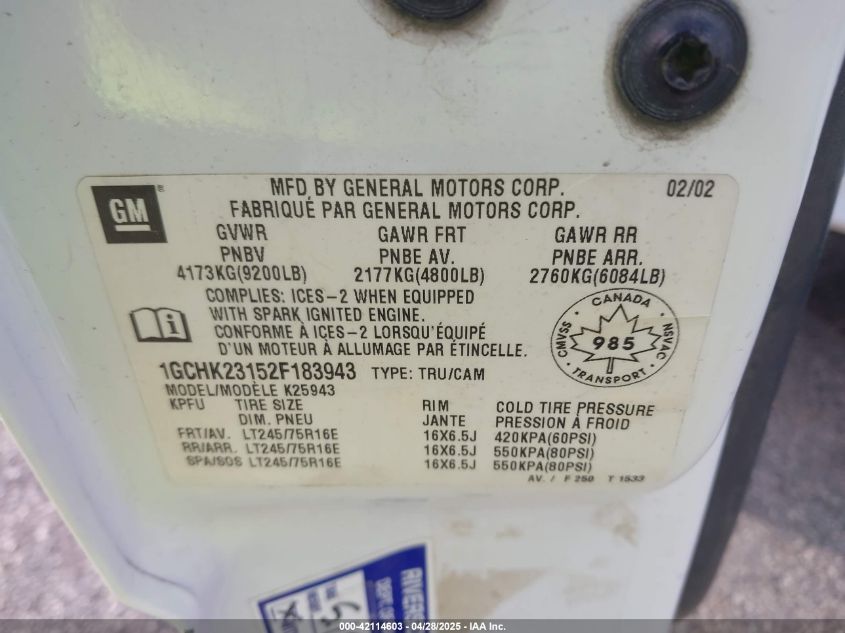 GM ®
MFD BY GENERAL MOTORS CORP. 02/02
FABRIQUÉ PAR GENERAL MOTORS CORP.
GVWR GAWR FRT GAWR RR
PNBV PNBE AV. PNBE ARR.
4173KG(9200LB) 2177KG(4800LB) 2760KG(6084LB)
COMPLIES: ICES-2 WHEN EQUIPPED
WITH SPARK IGNITED ENGINE.
CONFORME À ICES-2 LORSQU'ÉQUIPÉ
D'UN MOTEUR À ALLUMAGE PAR ÉTINCELLE.
CANADA
CMVSS 985 NSVAC
TRANSPORT
1GCHK23152F183943 TYPE: TRU/CAM
MODEL/MODÈLE K25943
KPFU TIRE SIZE RIM COLD TIRE PRESSURE
DIM. PNEU JANTE PRESSION À FROID
FRT/AV. LT245/75R16E 16X6.5J 420KPA(60PSI)
RR/ARR. LT245/75R16E 16X6.5J 550KPA(80PSI)
SPA/SOS LT245/75R16E 16X6.5J 550KPA(80PSI)
AV. / F 250 T 1533
000-42114603 - 04/28/2025 - IAA Inc.